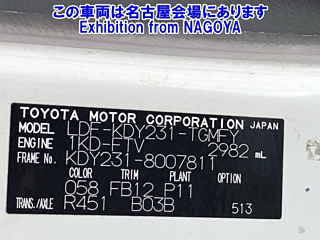 この車両は名古屋会場にあります
Exhibition from NAGOYA
TOYOTA MOTOR CORPORATION JAPAN
MODEL LDF-KDY231-TGMFY
ENGINE 1KD-FTV 2982 mL
FRAME No. KDY231-8007811
COLOR TRIM PLANT
058 FB12 P11
TRANS./AXLE R451 B03B 513